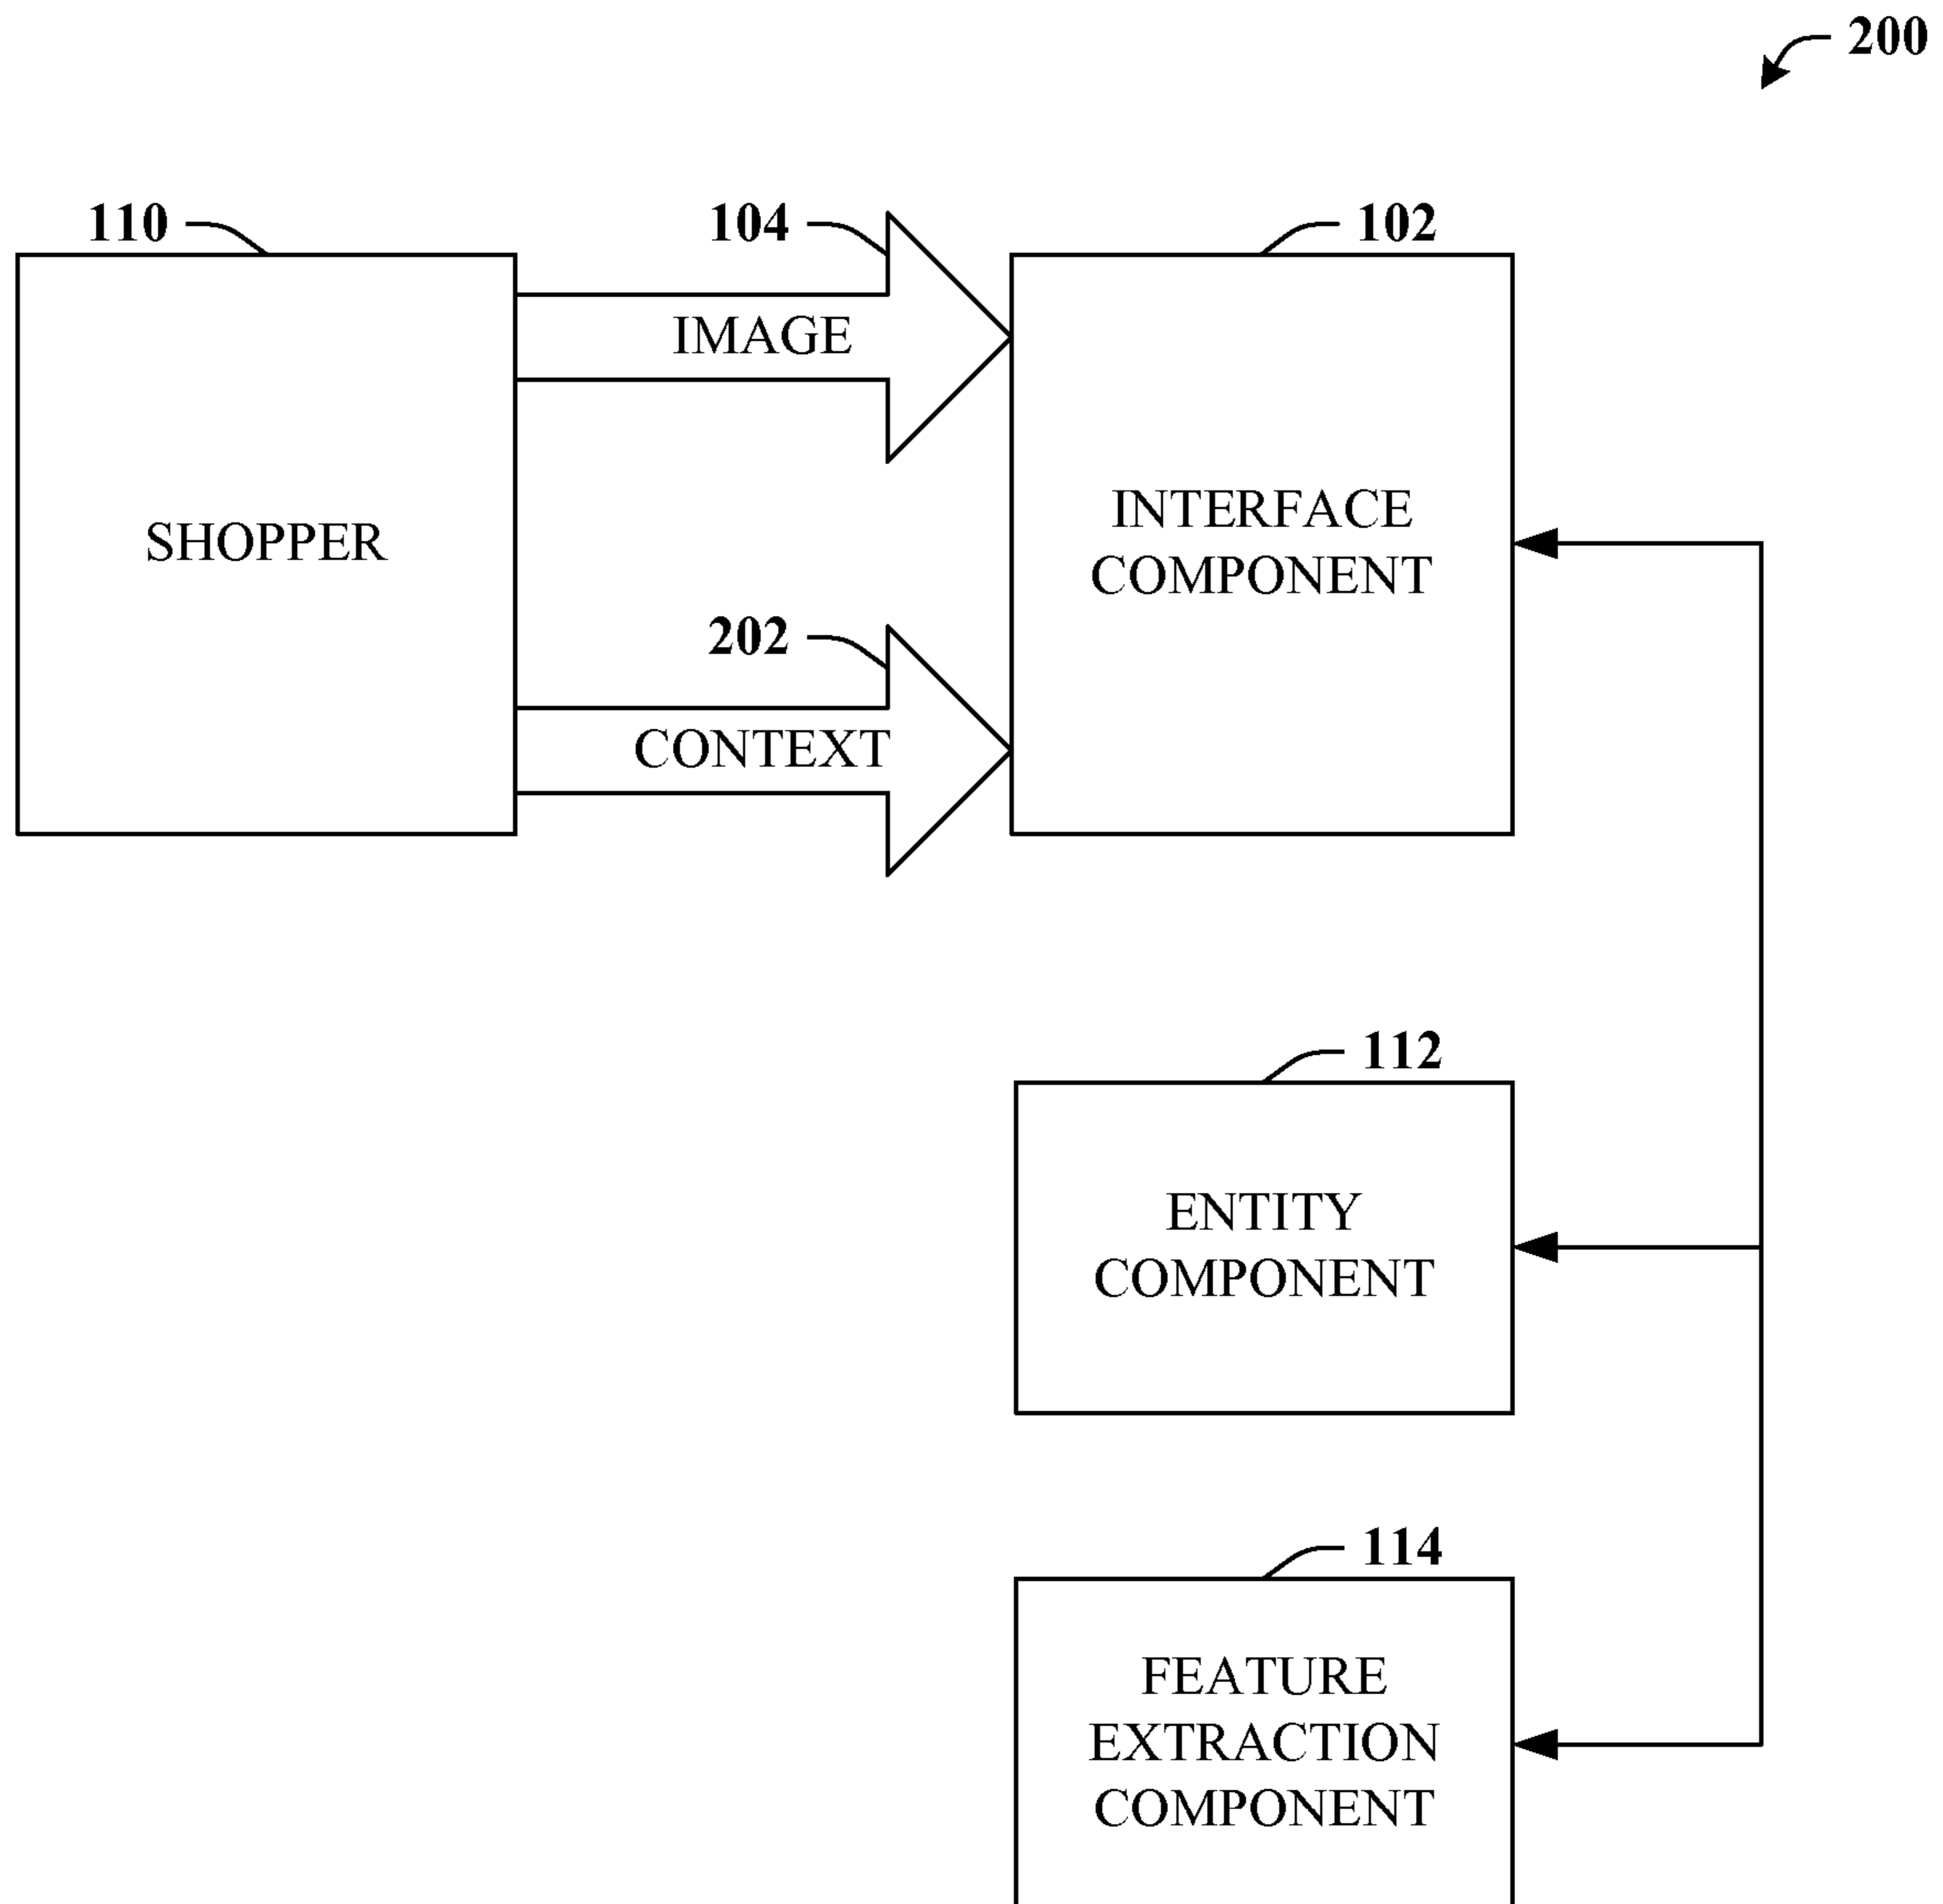 200
110
104
102
IMAGE
SHOPPER
INTERFACE
COMPONENT
202
CONTEXT
112
ENTITY
COMPONENT
114
FEATURE
EXTRACTION
COMPONENT